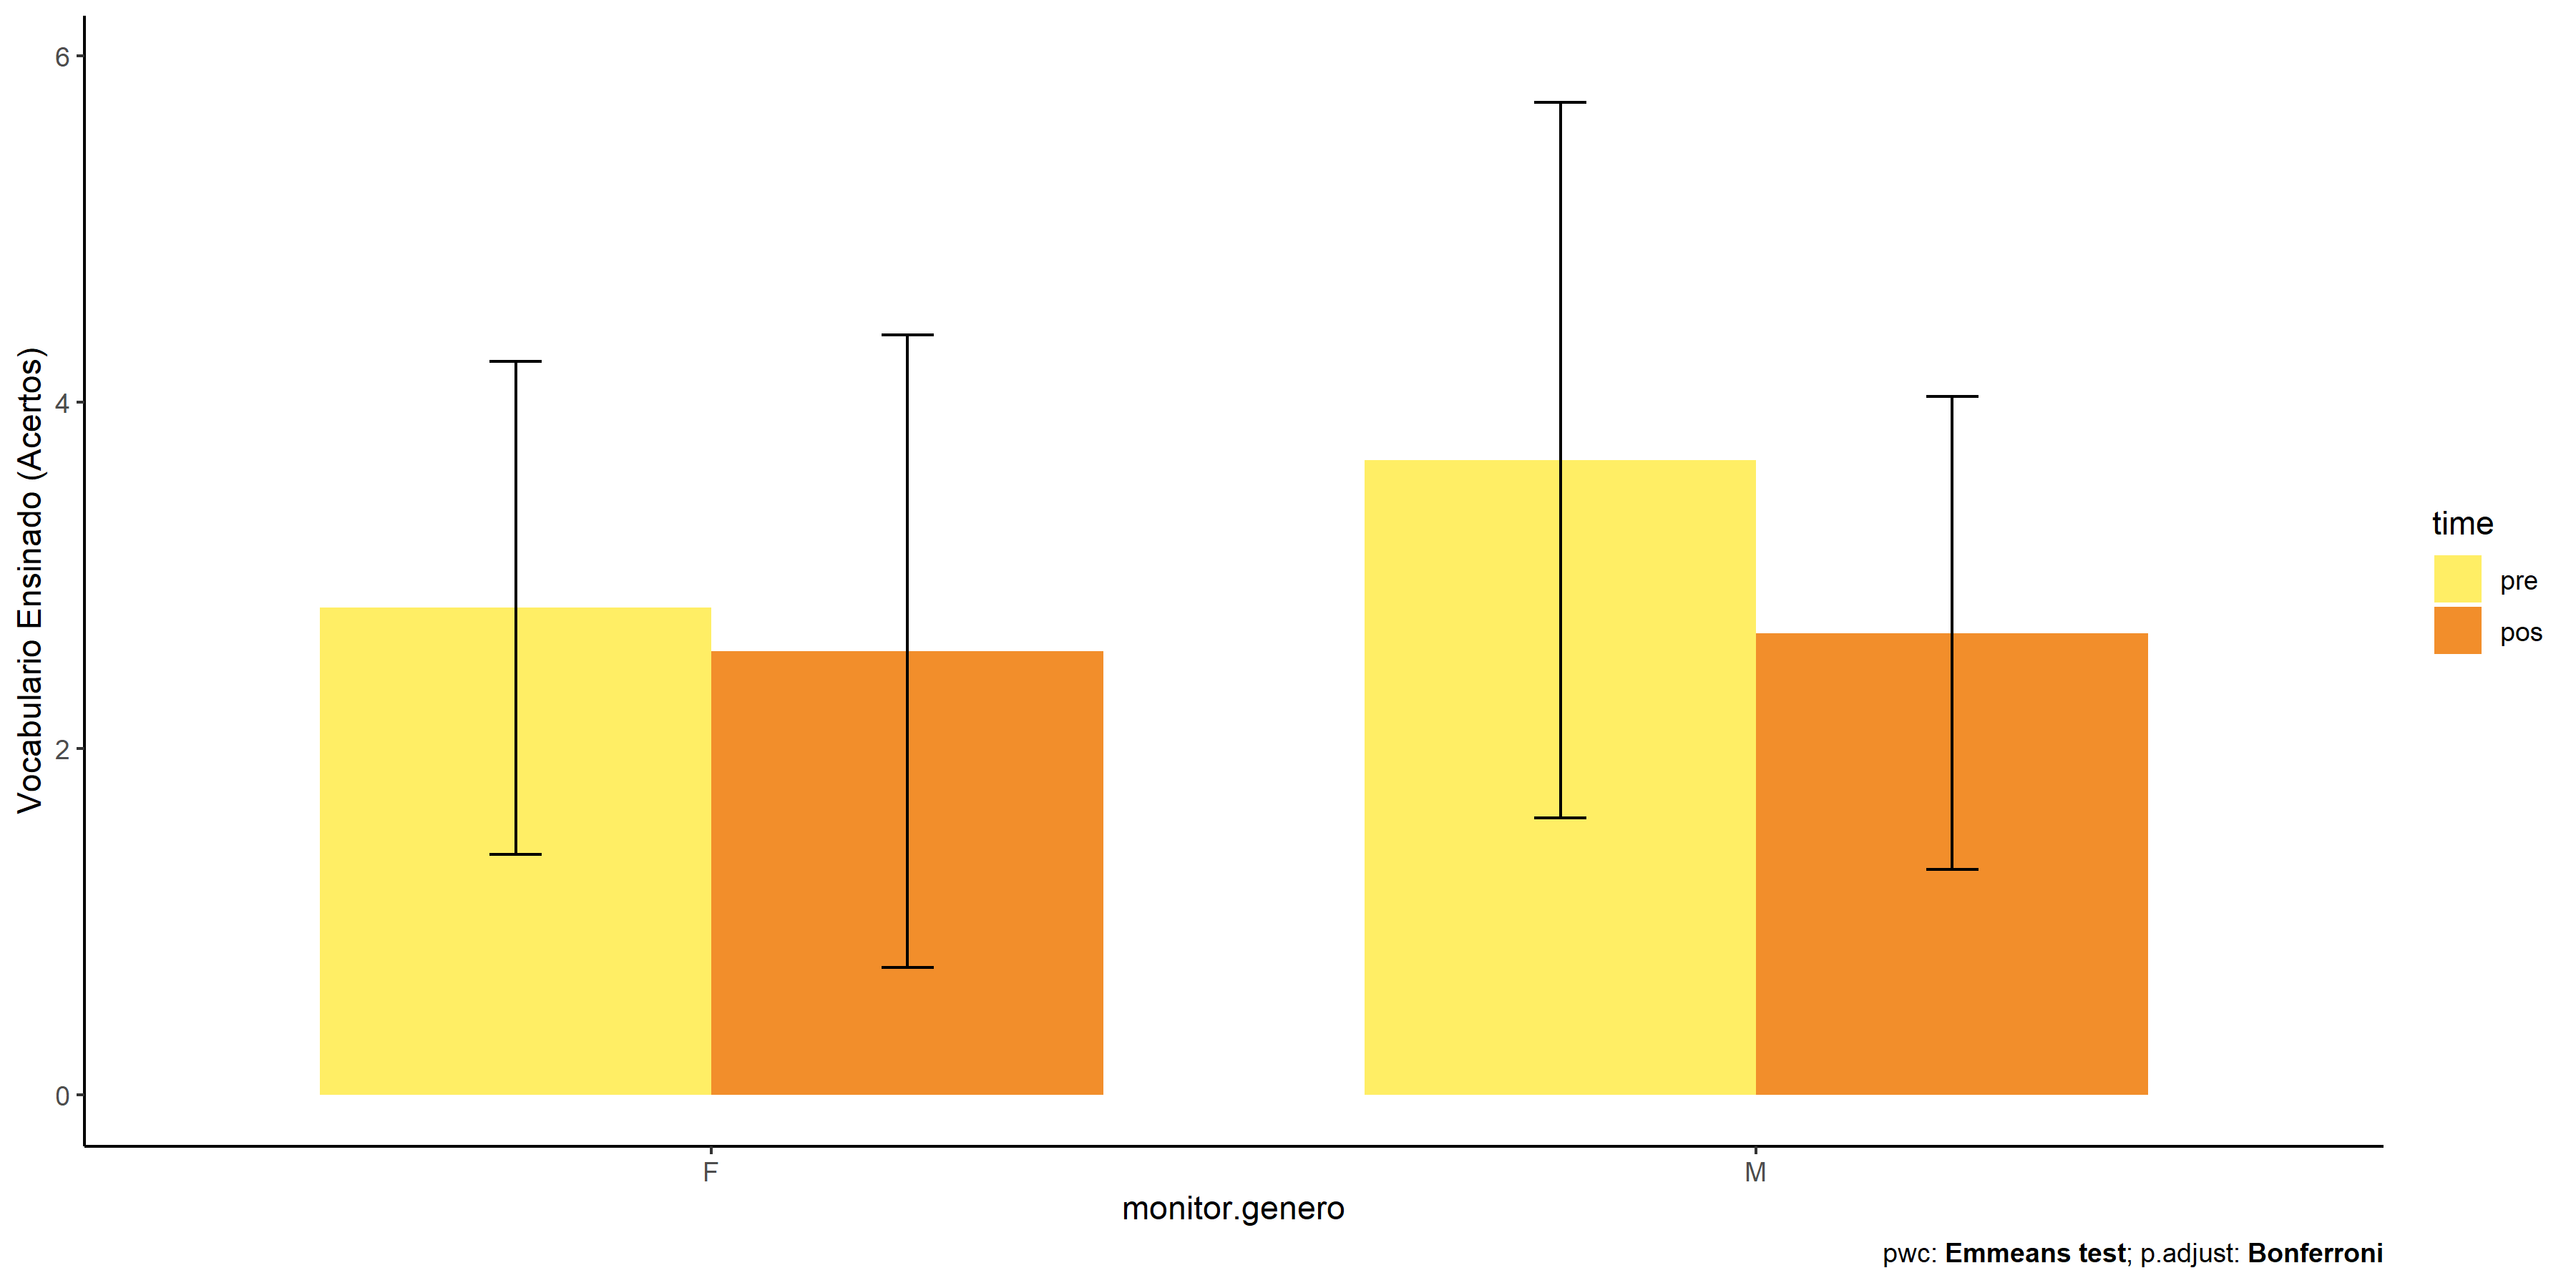 Vocabulario Ensinado (Acertos)
6
4
2
0
F
M
monitor.genero
time
pre
pos
pwc: Emmeans test; p.adjust: Bonferroni